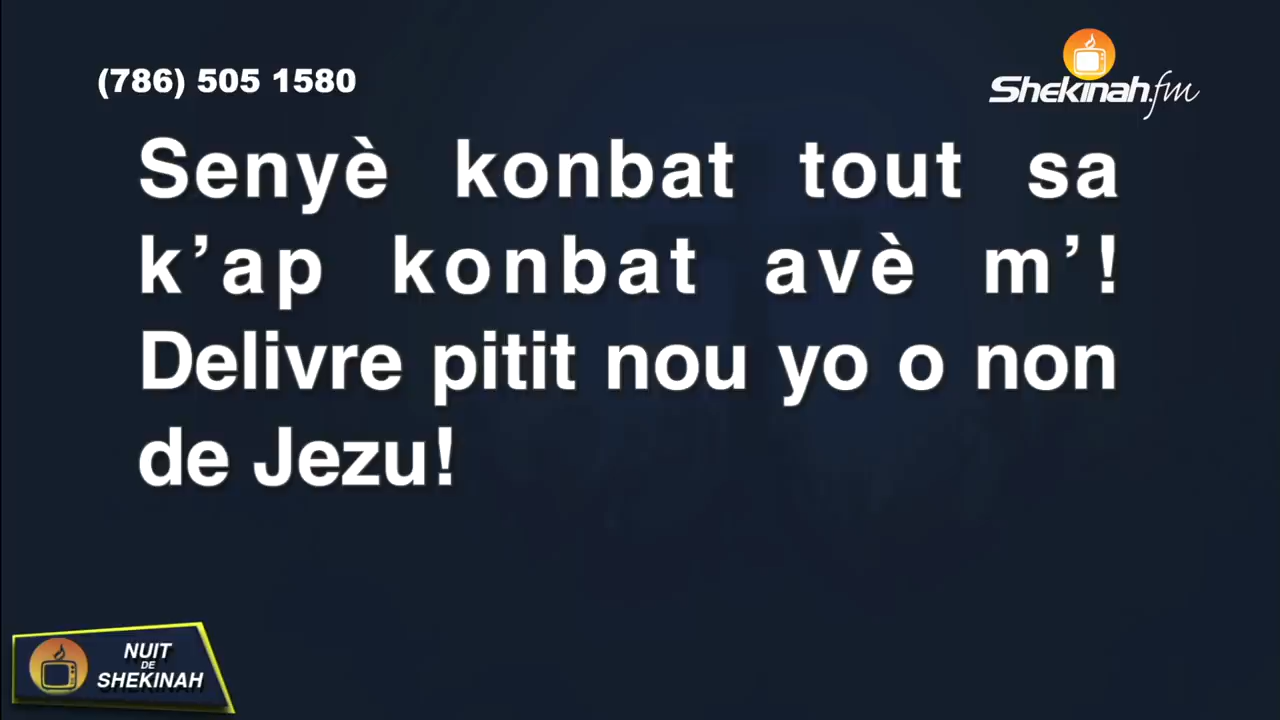 (786) 505 1580
Shekinah.fm
Senyè konbat tout sa
k’ap konbat avè m’!
Delivre pitit nou yo o non
de Jezu!
NUIT
DE
SHEKINAH